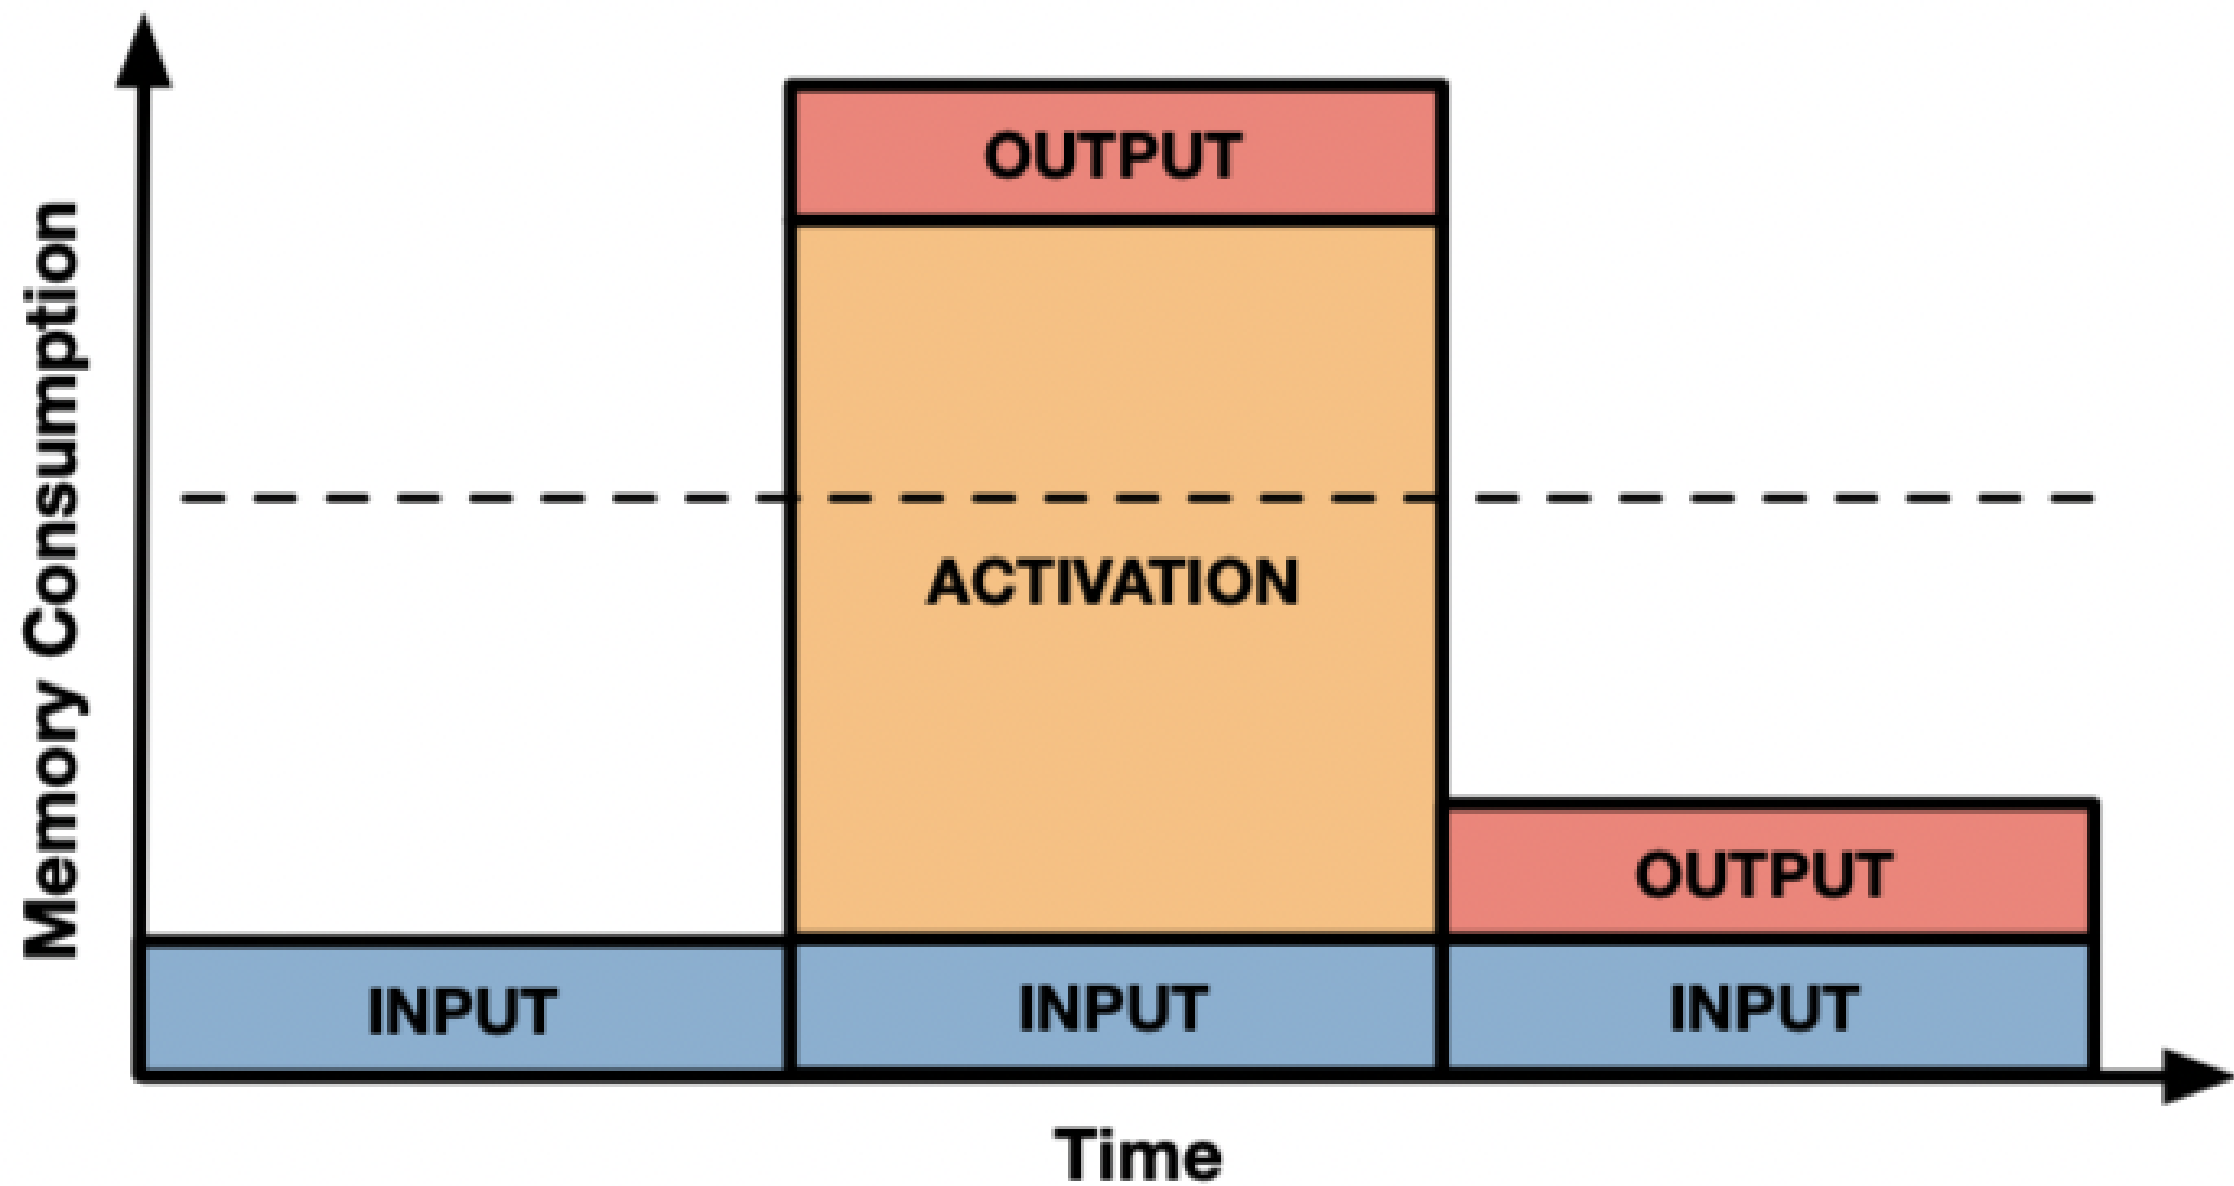 OUTPUT
ACTIVATION
OUTPUT
INPUT
INPUT
INPUT
Memory Consumption
Time